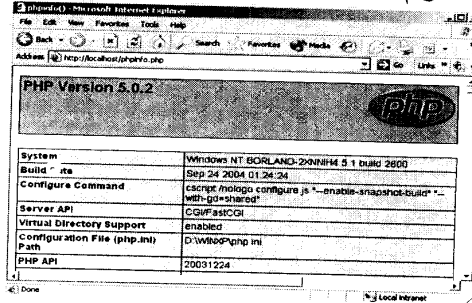 phpinfo() - Microsoft Internet Explorer
File Edit View Favorites Tools Help
Back Search Favorites Media
Address http://localhost/phpinfo.php Go Links
PHP Version 5.0.2
php
System Windows NT BORLAND-2XNNIH4 5.1 build 2600
Build Sep 24 2004 01:24:24
Configure Command cscript /nologo configure.js "--enable-snapshot-build" "--
with-gd=shared"
Server API CGI/FastCGI
Virtual Directory Support enabled
Configuration File (php.ini) D:\WINXP\php.ini
Path
PHP API 20031224
Done Local intranet